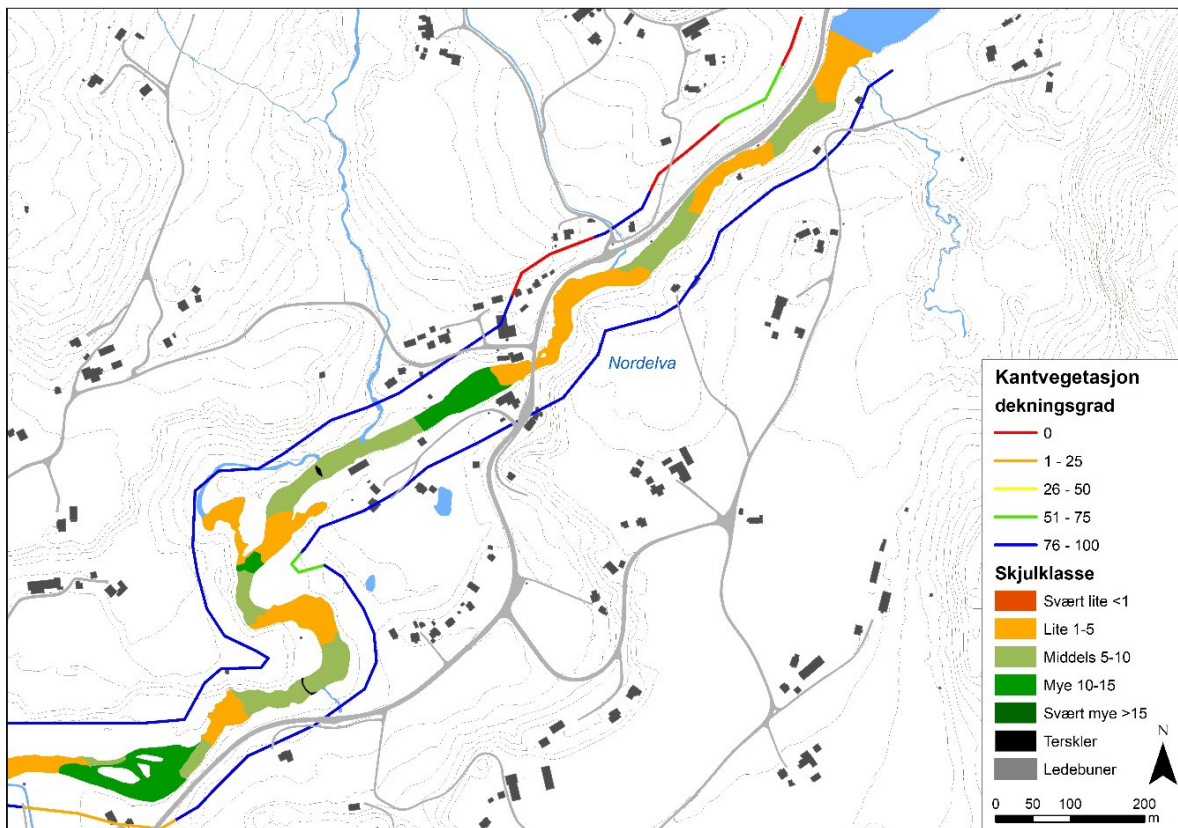 Nordelva
Kantvegetasjon
dekningsgrad
0
1 - 25
26 - 50
51 - 75
76 - 100
Skjulklasse
Svært lite <1
Lite 1-5
Middels 5-10
Mye 10-15
Svært mye >15
Terskler
Ledebuner
N
0 50 100 200
m